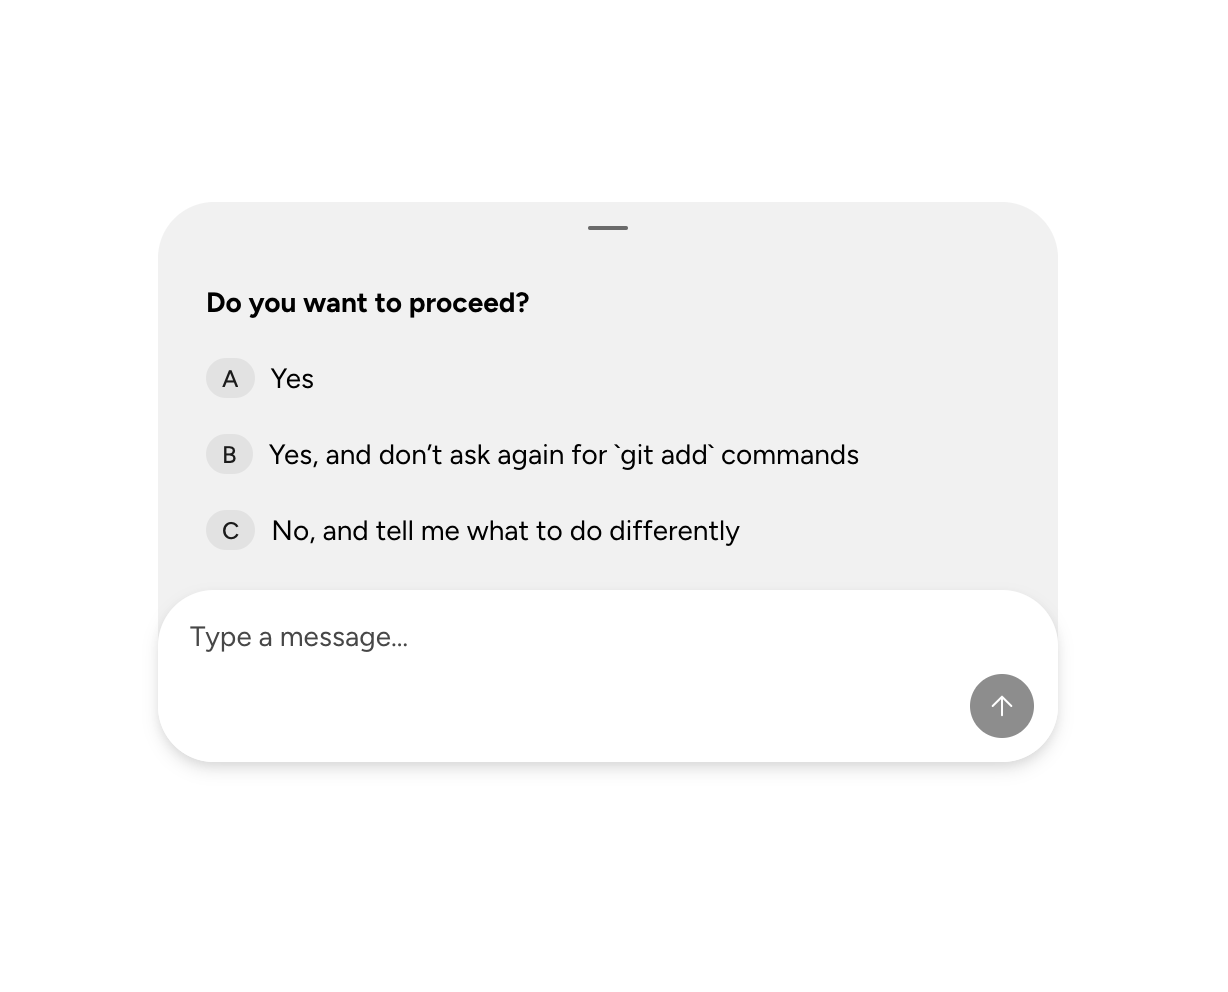 Do you want to proceed?
A Yes
B Yes, and don’t ask again for `git add` commands
C No, and tell me what to do differently
Type a message...